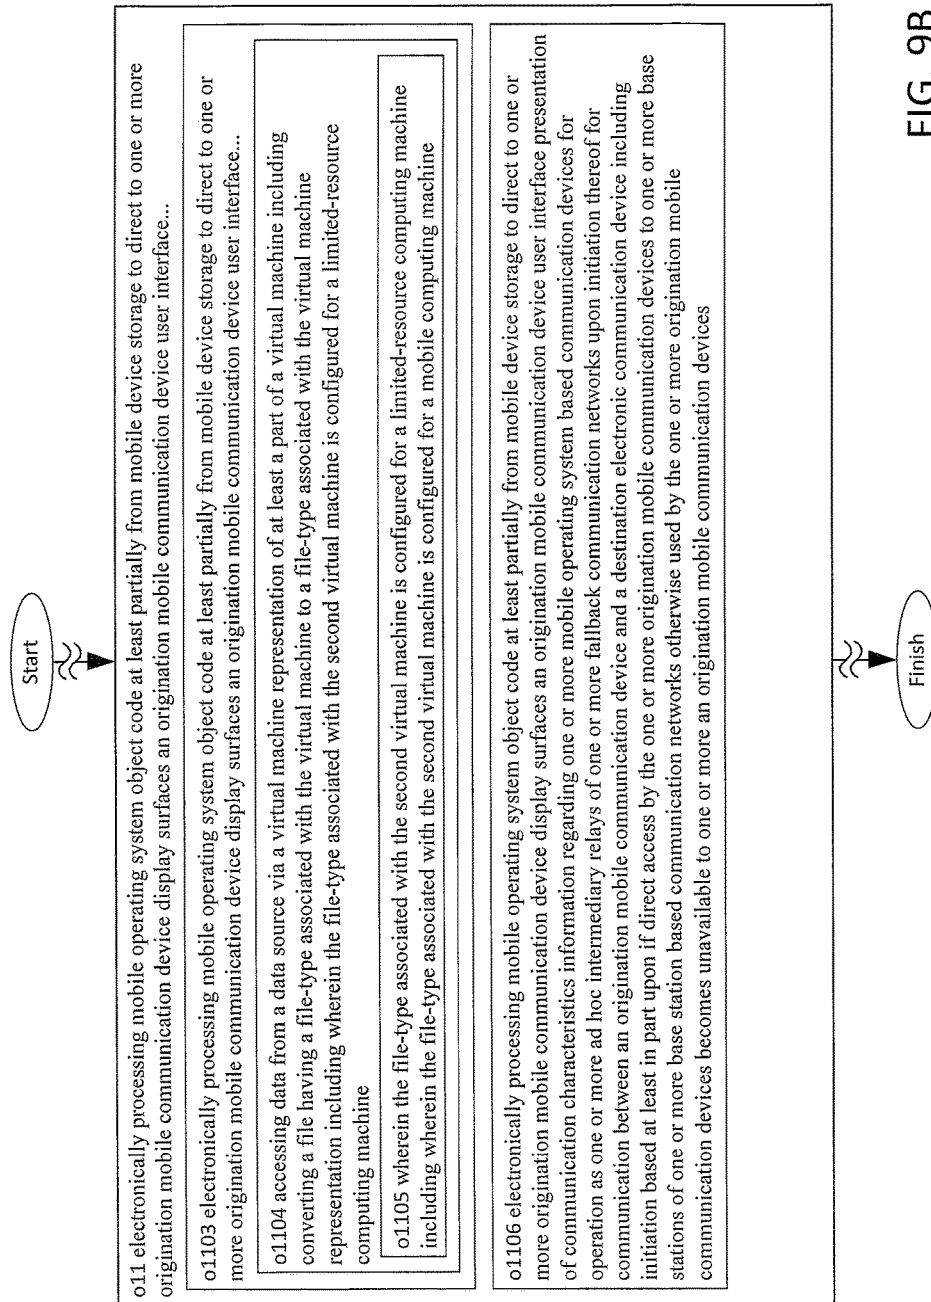 Start
o11 electronically processing mobile operating system object code at least partially from mobile device storage to direct to one or more
origination mobile communication device display surfaces an origination mobile communication device user interface...
o1103 electronically processing mobile operating system object code at least partially from mobile device storage to direct to one or
more origination mobile communication device display surfaces an origination mobile communication device user interface...
o1104 accessing data from a data source via a virtual machine representation of at least a part of a virtual machine including
converting a file having a file-type associated with the virtual machine to a file-type associated with the virtual machine
representation including wherein the file-type associated with the second virtual machine is configured for a limited-resource
computing machine
o1105 wherein the file-type associated with the second virtual machine is configured for a limited-resource computing machine
including wherein the file-type associated with the second virtual machine is configured for a mobile computing machine
o1106 electronically processing mobile operating system object code at least partially from mobile device storage to direct to one or
more origination mobile communication device display surfaces an origination mobile communication device user interface presentation
of communication characteristics information regarding one or more mobile operating system based communication devices for
operation as one or more ad hoc intermediary relays of one or more fallback communication networks upon initiation thereof for
communication between an origination mobile communication device and a destination electronic communication device including
initiation based at least in part upon if direct access by the one or more origination mobile communication devices to one or more base
stations of one or more base station based communication networks otherwise used by the one or more origination mobile
communication devices becomes unavailable to one or more an origination mobile communication devices
Finish
FIG. 9B